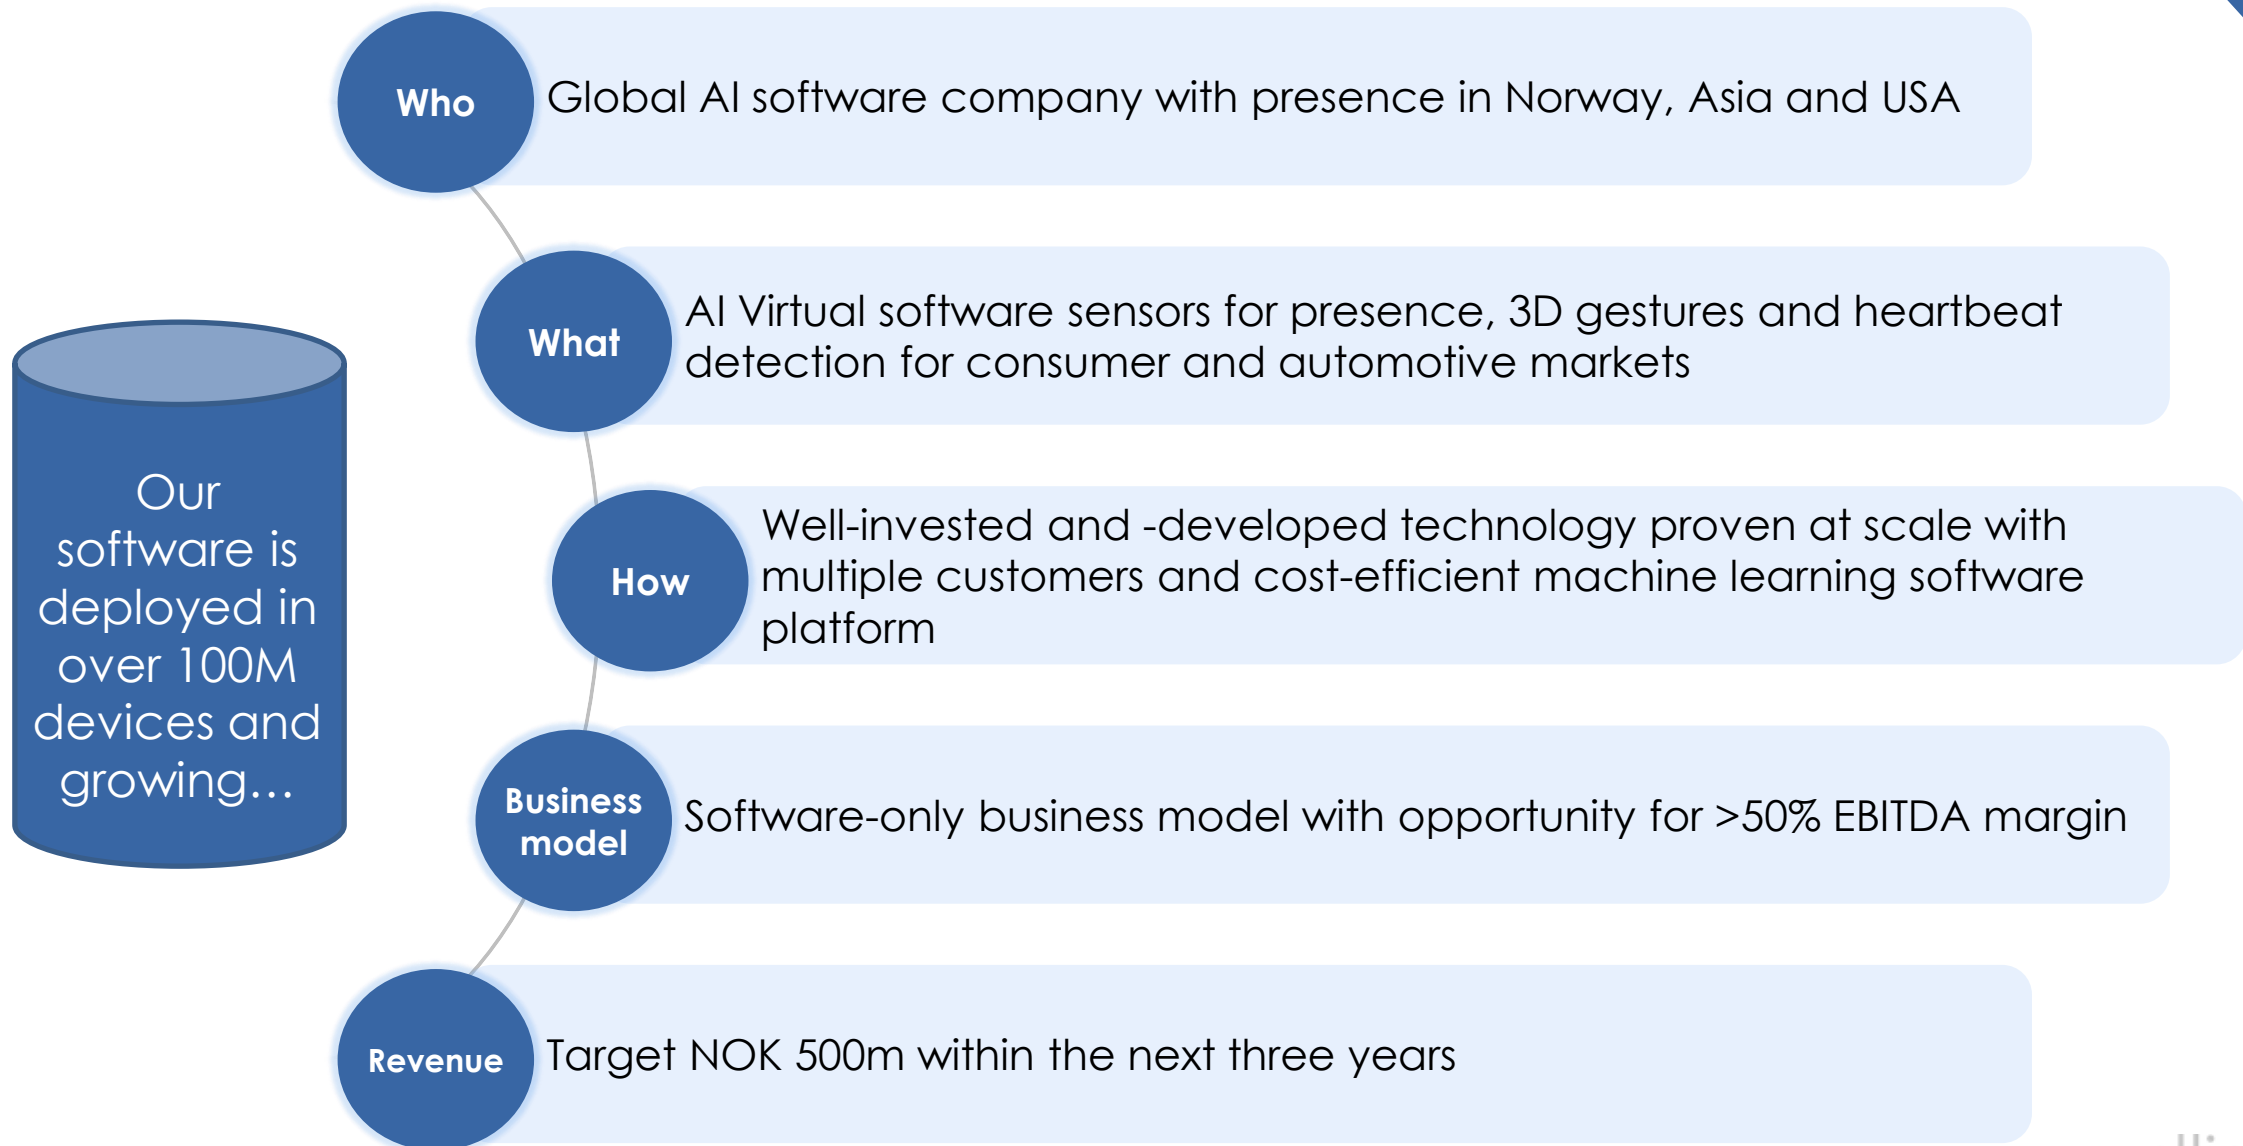 Who
Global AI software company with presence in Norway, Asia and USA
What
AI Virtual software sensors for presence, 3D gestures and heartbeat
detection for consumer and automotive markets
Our
software is
deployed in
over 100M
devices and
growing…
How
Well-invested and -developed technology proven at scale with
multiple customers and cost-efficient machine learning software
platform
Business
model
Software-only business model with opportunity for >50% EBITDA margin
Revenue
Target NOK 500m within the next three years